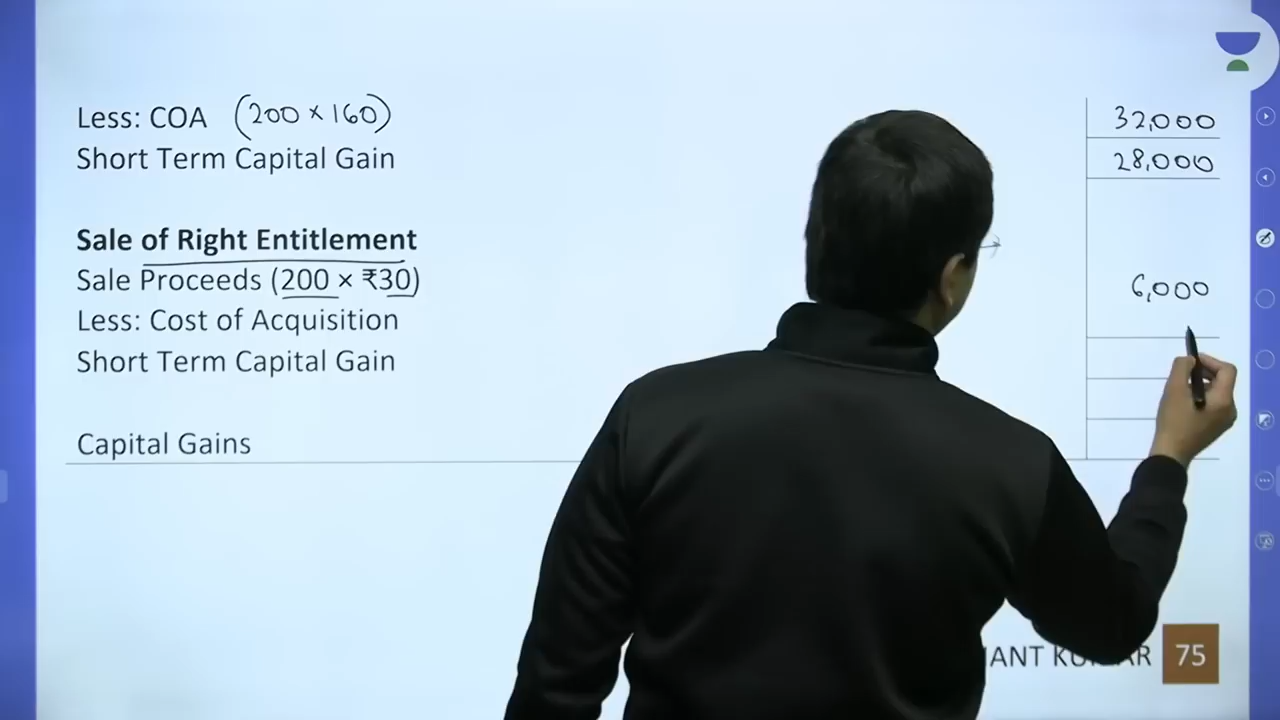 Less: COA (200 × 160) 32,000
Short Term Capital Gain 28,000
Sale of Right Entitlement
Sale Proceeds (200 × ₹30) 6,000
Less: Cost of Acquisition
Short Term Capital Gain
Capital Gains
75